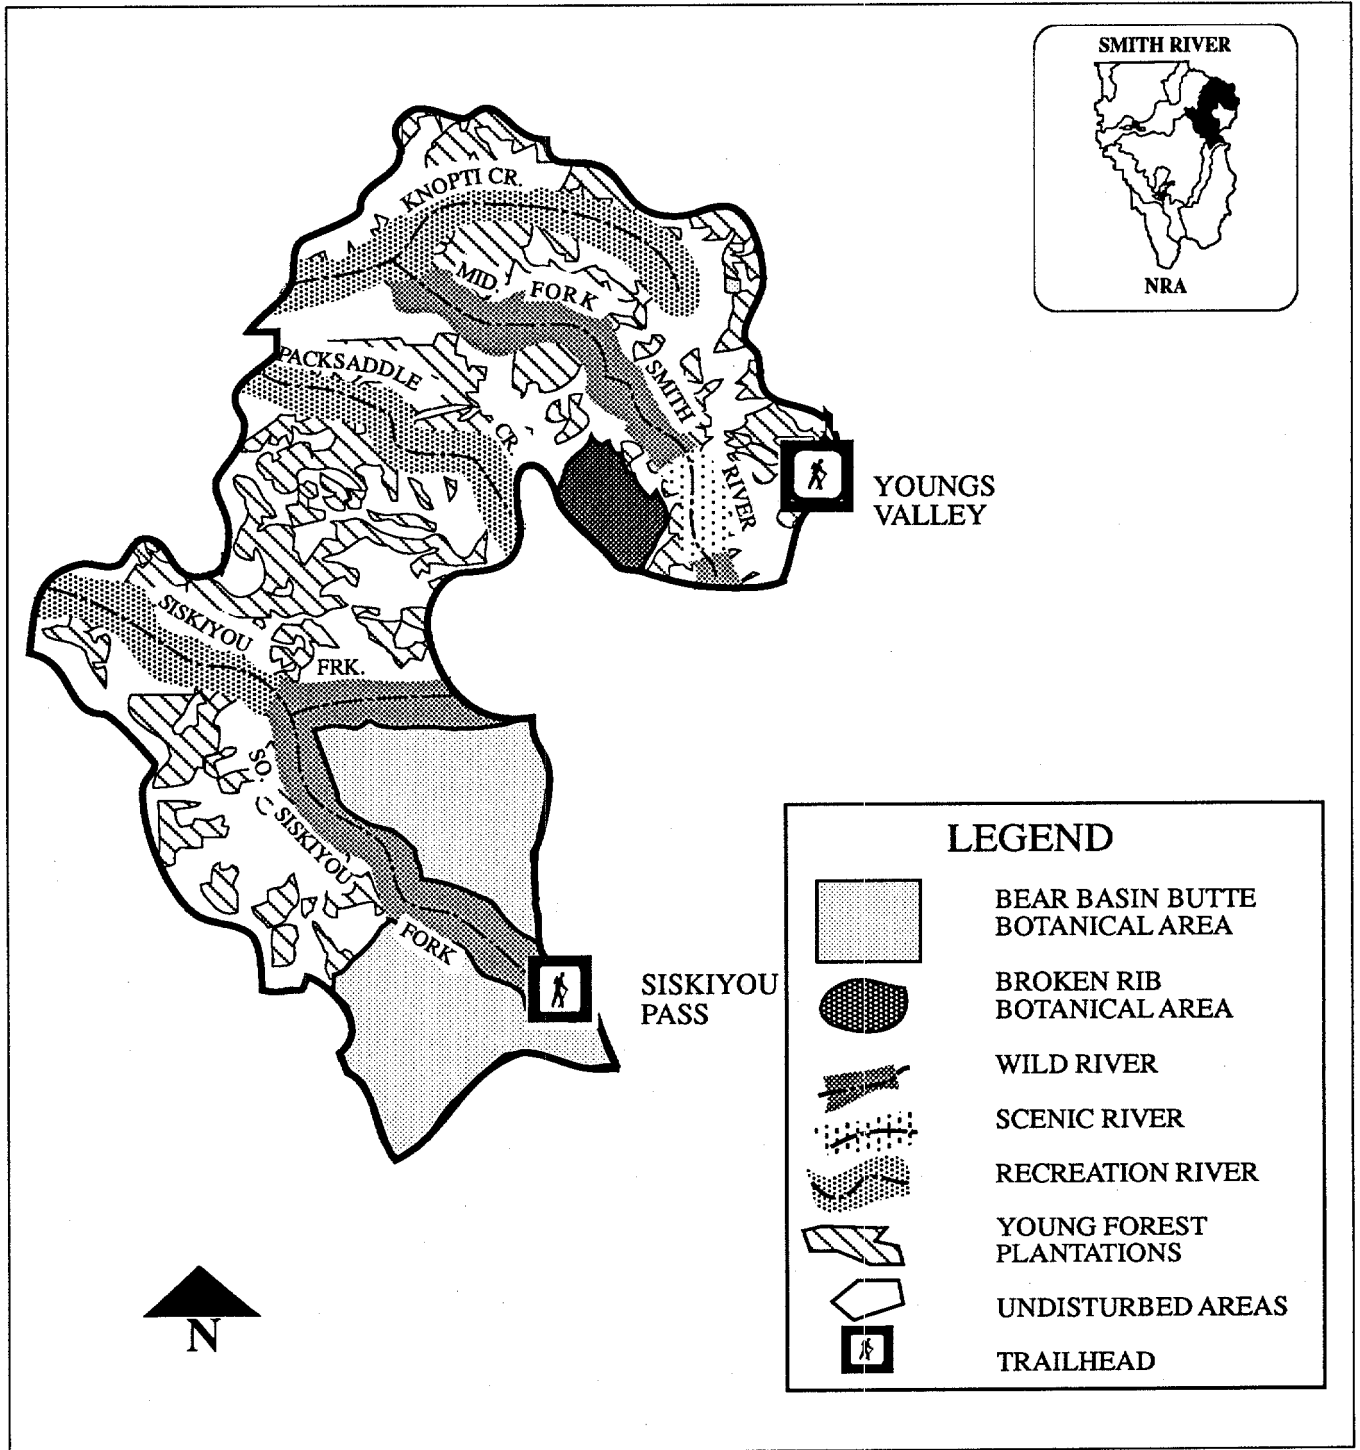 SMITH RIVER
NRA
KNOPTI CR.
MID. FORK
SMITH
RIVER
PACKSADDLE
CR.
YOUNGS
VALLEY
SISKIYOU
FRK.
SO.
SISKIYOU
FORK
SISKIYOU
PASS
LEGEND
BEAR BASIN BUTTE
BOTANICAL AREA
BROKEN RIB
BOTANICAL AREA
WILD RIVER
SCENIC RIVER
RECREATION RIVER
YOUNG FOREST
PLANTATIONS
UNDISTURBED AREAS
TRAILHEAD
N